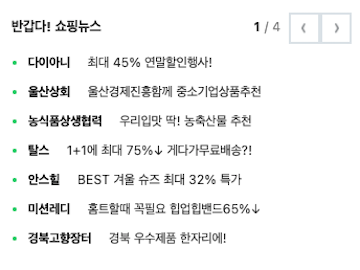 반갑다! 쇼핑뉴스 1 / 4
다이아니 최대 45% 연말할인행사!
울산상회 울산경제진흥함께 중소기업상품추천
농식품상생협력 우리입맛 딱! 농축산물 추천
탈스 1+1에 최대 75%↓ 게다가무료배송?!
안스힐 BEST 겨울 슈즈 최대 32% 특가
미션레디 홈트할때 꼭필요 힙업힙밴드65%↓
경북고향장터 경북 우수제품 한자리에!